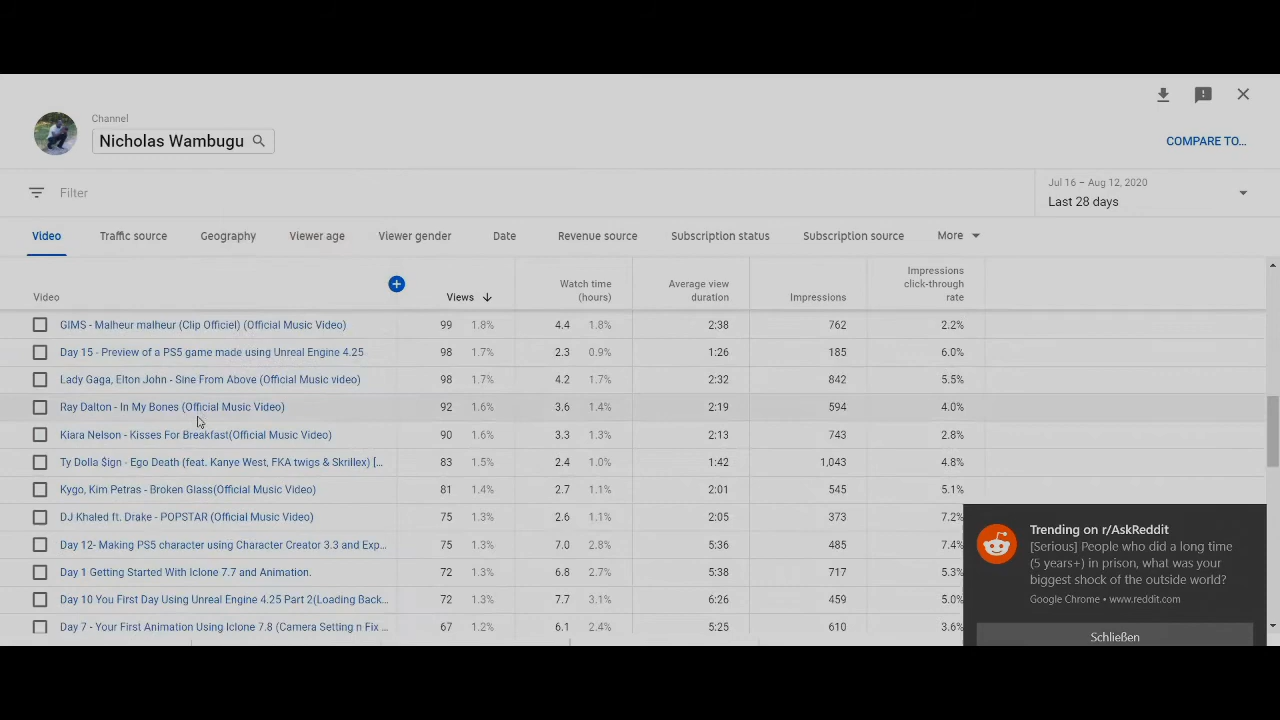 Channel
Nicholas Wambugu
COMPARE TO...
Filter
Jul 16 – Aug 12, 2020
Last 28 days
Video Traffic source Geography Viewer age Viewer gender Date Revenue source Subscription status Subscription source More
Video Views Watch time (hours) Average view duration Impressions Impressions click-through rate
GIMS - Malheur malheur (Clip Officiel) (Official Music Video) 99 1.8% 4.4 1.8% 2:38 762 2.2%
Day 15 - Preview of a PS5 game made using Unreal Engine 4.25 98 1.7% 2.3 0.9% 1:26 185 6.0%
Lady Gaga, Elton John - Sine From Above (Official Music video) 98 1.7% 4.2 1.7% 2:32 842 5.5%
Ray Dalton - In My Bones (Official Music Video) 92 1.6% 3.6 1.4% 2:19 594 4.0%
Kiara Nelson - Kisses For Breakfast(Official Music Video) 90 1.6% 3.3 1.3% 2:13 743 2.8%
Ty Dolla $ign - Ego Death (feat. Kanye West, FKA twigs & Skrillex) [... 83 1.5% 2.4 1.0% 1:42 1,043 4.8%
Kygo, Kim Petras - Broken Glass(Official Music Video) 81 1.4% 2.7 1.1% 2:01 545 5.1%
DJ Khaled ft. Drake - POPSTAR (Official Music Video) 75 1.3% 2.6 1.1% 2:05 373 7.2%
Day 12- Making PS5 character using Character Creator 3.3 and Exp... 75 1.3% 7.0 2.8% 5:36 485 7.4%
Day 1 Getting Started With Iclone 7.7 and Animation. 72 1.3% 6.8 2.7% 5:38 717 5.3%
Day 10 You First Day Using Unreal Engine 4.25 Part 2(Loading Back... 72 1.3% 7.7 3.1% 6:26 459 5.0%
Day 7 - Your First Animation Using Iclone 7.8 (Camera Setting n Fix ... 67 1.2% 6.1 2.4% 5:25 610 3.6%
Trending on r/AskReddit
[Serious] People who did a long time
(5 years+) in prison, what was your
biggest shock of the outside world?
Google Chrome • www.reddit.com
Schließen